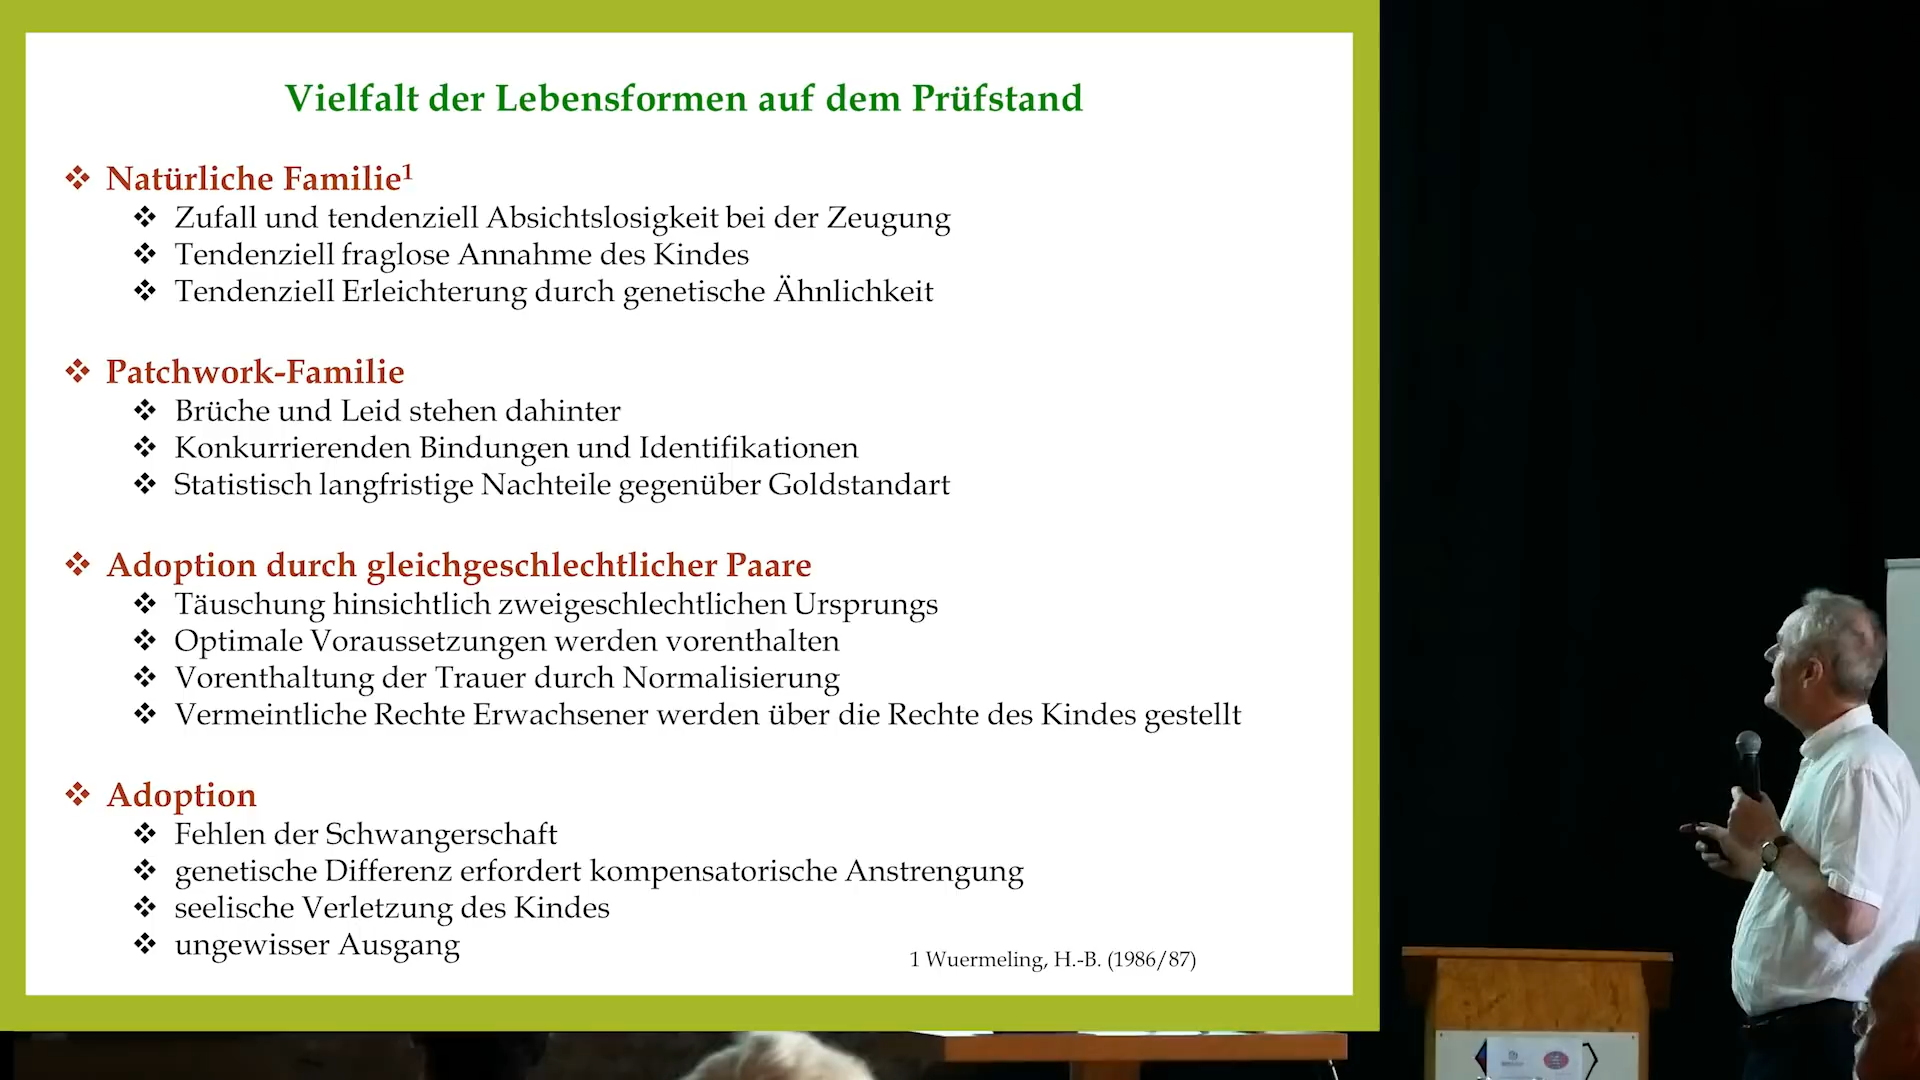 Vielfalt der Lebensformen auf dem Prüfstand
❖ Natürliche Familie¹
❖ Zufall und tendenziell Absichtslosigkeit bei der Zeugung
❖ Tendenziell fraglose Annahme des Kindes
❖ Tendenziell Erleichterung durch genetische Ähnlichkeit
❖ Patchwork-Familie
❖ Brüche und Leid stehen dahinter
❖ Konkurrierenden Bindungen und Identifikationen
❖ Statistisch langfristige Nachteile gegenüber Goldstandart
❖ Adoption durch gleichgeschlechtlicher Paare
❖ Täuschung hinsichtlich zweigeschlechtlichen Ursprungs
❖ Optimale Voraussetzungen werden vorenthalten
❖ Vorenthaltung der Trauer durch Normalisierung
❖ Vermeintliche Rechte Erwachsener werden über die Rechte des Kindes gestellt
❖ Adoption
❖ Fehlen der Schwangerschaft
❖ genetische Differenz erfordert kompensatorische Anstrengung
❖ seelische Verletzung des Kindes
❖ ungewisser Ausgang
1 Wuermeling, H.-B. (1986/87)